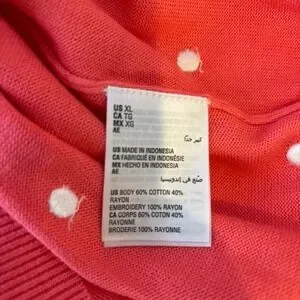 US XL
CA TG
MX XG
AE
كبير جدًا
US MADE IN INDONESIA
CA FABRIQUÉ EN INDONÉSIE
MX HECHO EN INDONESIA
AE
صنع في إندونيسيا
US BODY 60% COTTON 40%
RAYON
EMBROIDERY 100% RAYON
CA CORPS 60% COTON 40%
RAYONNE
BRODERIE 100% RAYONNE